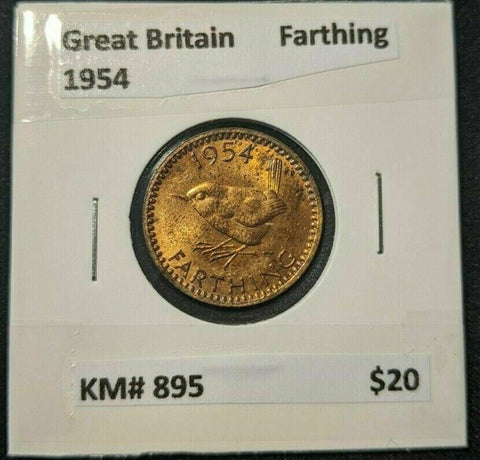 Great Britain Farthing
1954
1954
FARTHING
KM# 895 $20